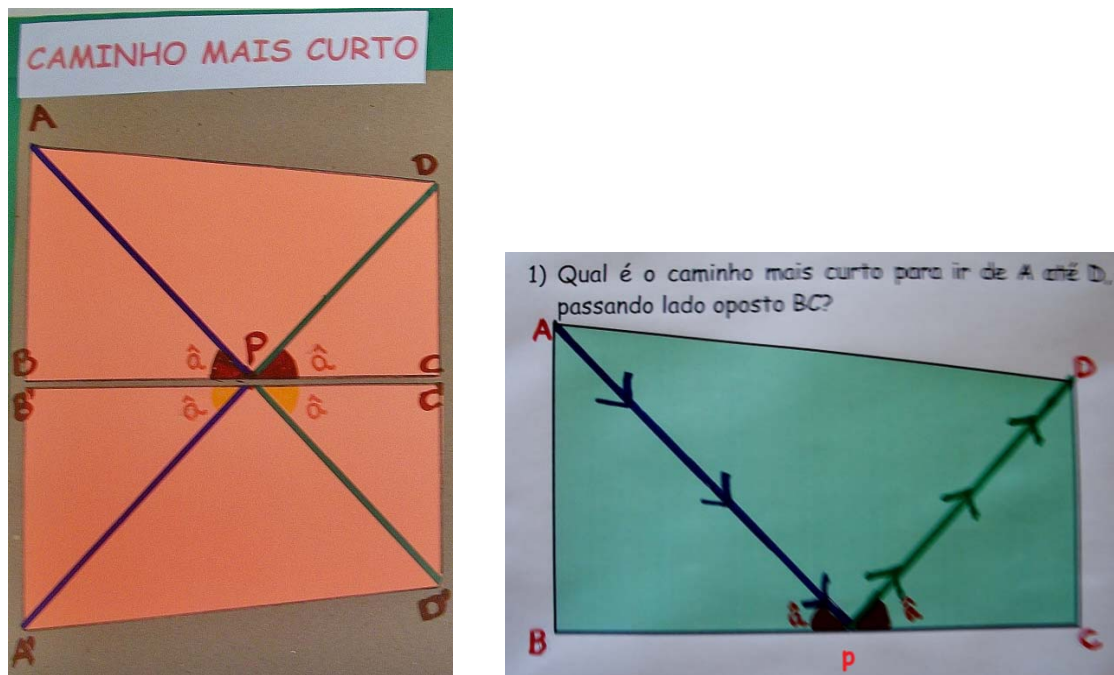 CAMINHO MAIS CURTO
A
D
P
â â
B C
B' C'
â â
D'
A'
1) Qual é o caminho mais curto para ir de A até D,
passando lado oposto BC?
A
D
â â
B C
p